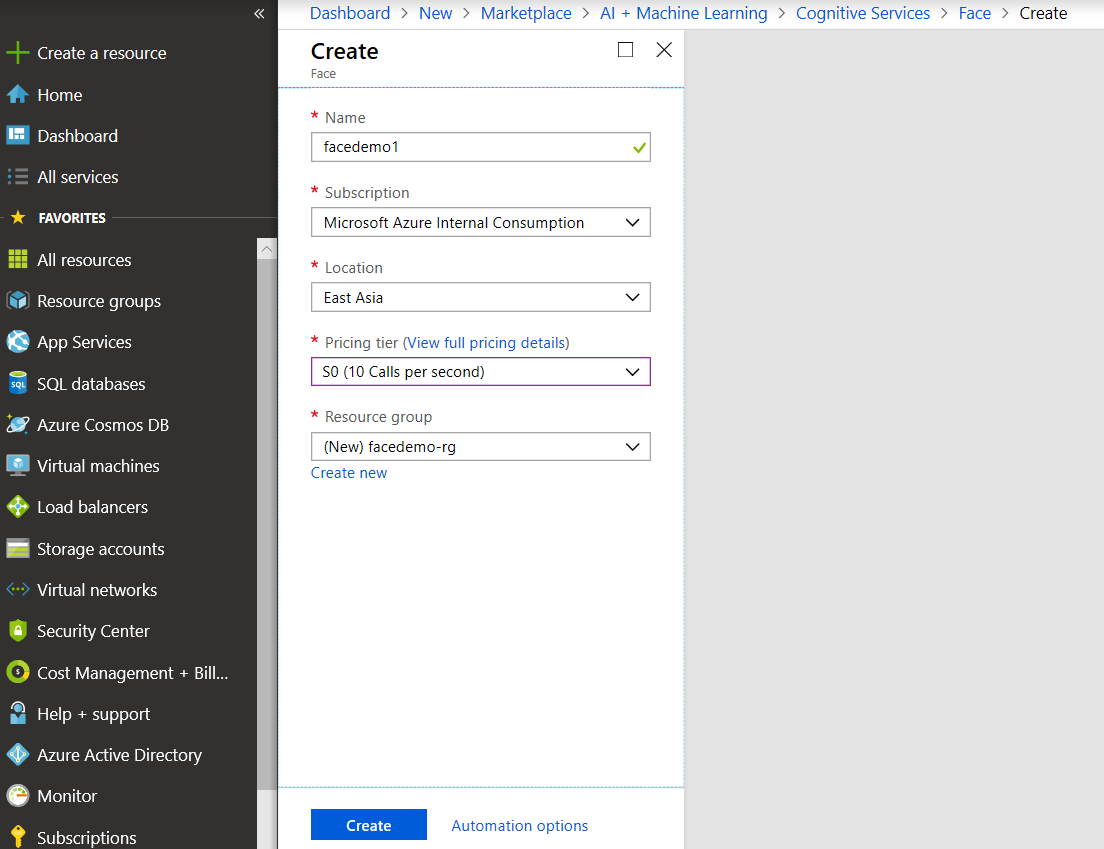 «
Dashboard > New > Marketplace > AI + Machine Learning > Cognitive Services > Face > Create
Create a resource
Home
Dashboard
All services
FAVORITES
All resources
Resource groups
App Services
SQL databases
SQL
Azure Cosmos DB
Virtual machines
Load balancers
Storage accounts
Virtual networks
Security Center
Cost Management + Bill...
Help + support
Azure Active Directory
Monitor
Subscriptions
Create
Face
* Name
facedemo1
* Subscription
Microsoft Azure Internal Consumption
* Location
East Asia
* Pricing tier (View full pricing details)
S0 (10 Calls per second)
* Resource group
(New) facedemo-rg
Create new
Create
Automation options